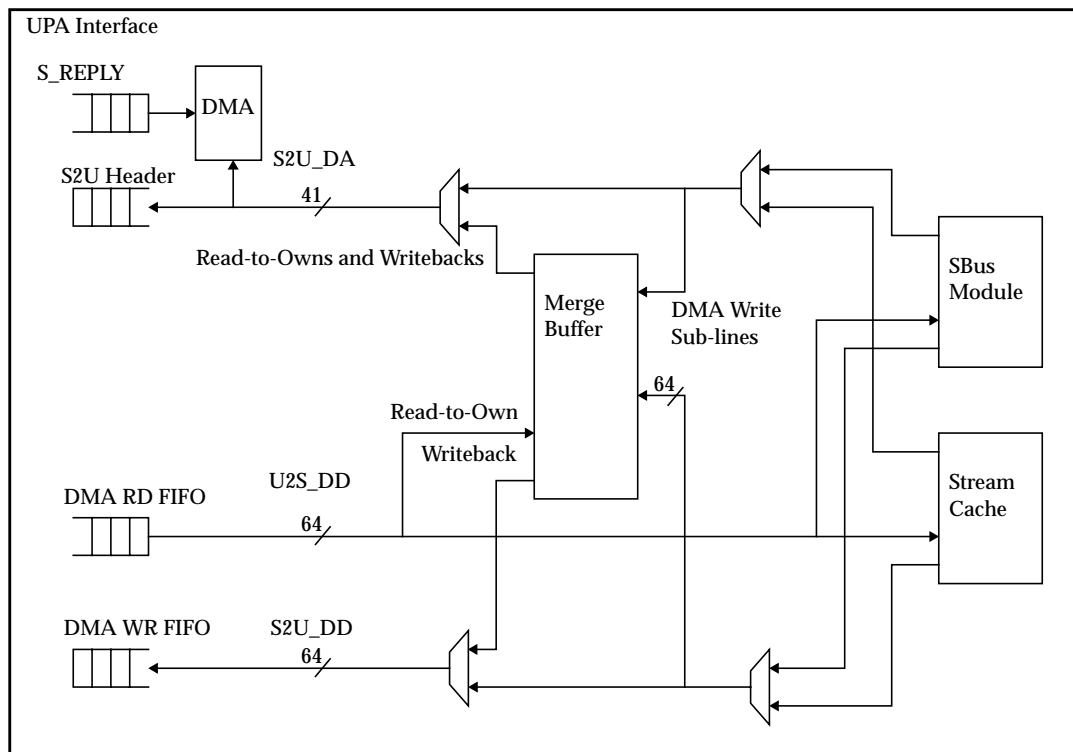 UPA Interface
S_REPLY
DMA
S2U_DA
S2U Header
41
Read-to-Owns and Writebacks
SBus
Module
Merge
Buffer
DMA Write
Sub-lines
64
Read-to-Own
Writeback
U2S_DD
DMA RD FIFO
64
Stream
Cache
DMA WR FIFO
S2U_DD
64